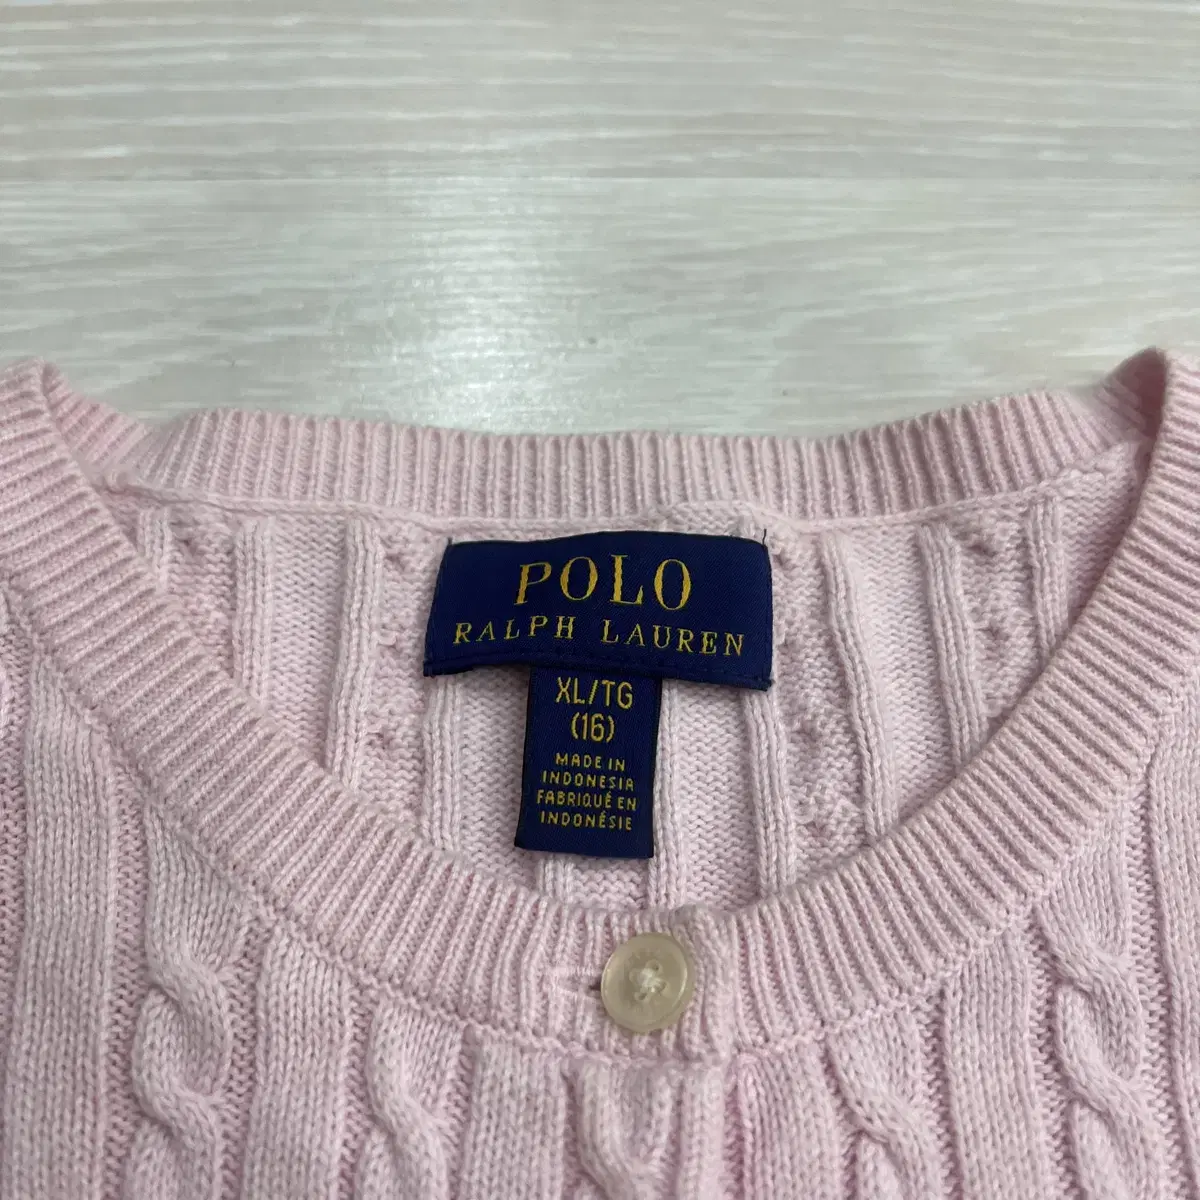 POLO
RALPH LAUREN
XL/TG
(16)
MADE IN
INDONESIA
FABRIQUÉ EN
INDONÉSIE